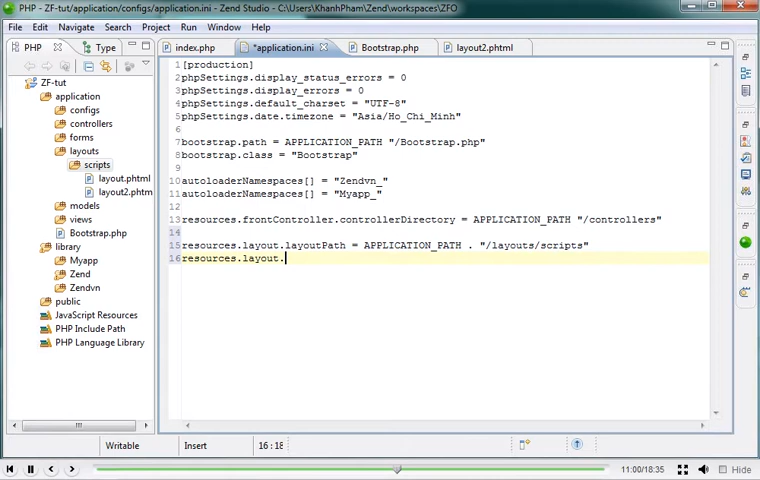 PHP - ZF-tut/application/configs/application.ini - Zend Studio - C:\Users\KhanhPham\Zend\workspaces\ZFO
File Edit Navigate Search Project Run Window Help
PHP Type
index.php *application.ini Bootstrap.php layout2.phtml
ZF-tut
application
configs
controllers
forms
layouts
scripts
layout.phtml
layout2.phtm
models
views
Bootstrap.php
library
Myapp
Zend
Zendvn
public
JavaScript Resources
PHP Include Path
PHP Language Library
1 [production]
2 phpSettings.display_status_errors = 0
3 phpSettings.display_errors = 0
4 phpSettings.default_charset = "UTF-8"
5 phpSettings.date.timezone = "Asia/Ho_Chi_Minh"
6
7 bootstrap.path = APPLICATION_PATH "/Bootstrap.php"
8 bootstrap.class = "Bootstrap"
9
10 autoloaderNamespaces[] = "Zendvn_"
11 autoloaderNamespaces[] = "Myapp_"
12
13 resources.frontController.controllerDirectory = APPLICATION_PATH "/controllers"
14
15 resources.layout.layoutPath = APPLICATION_PATH . "/layouts/scripts"
16 resources.layout.
Writable Insert 16 : 18
11:00/18:35 Hide